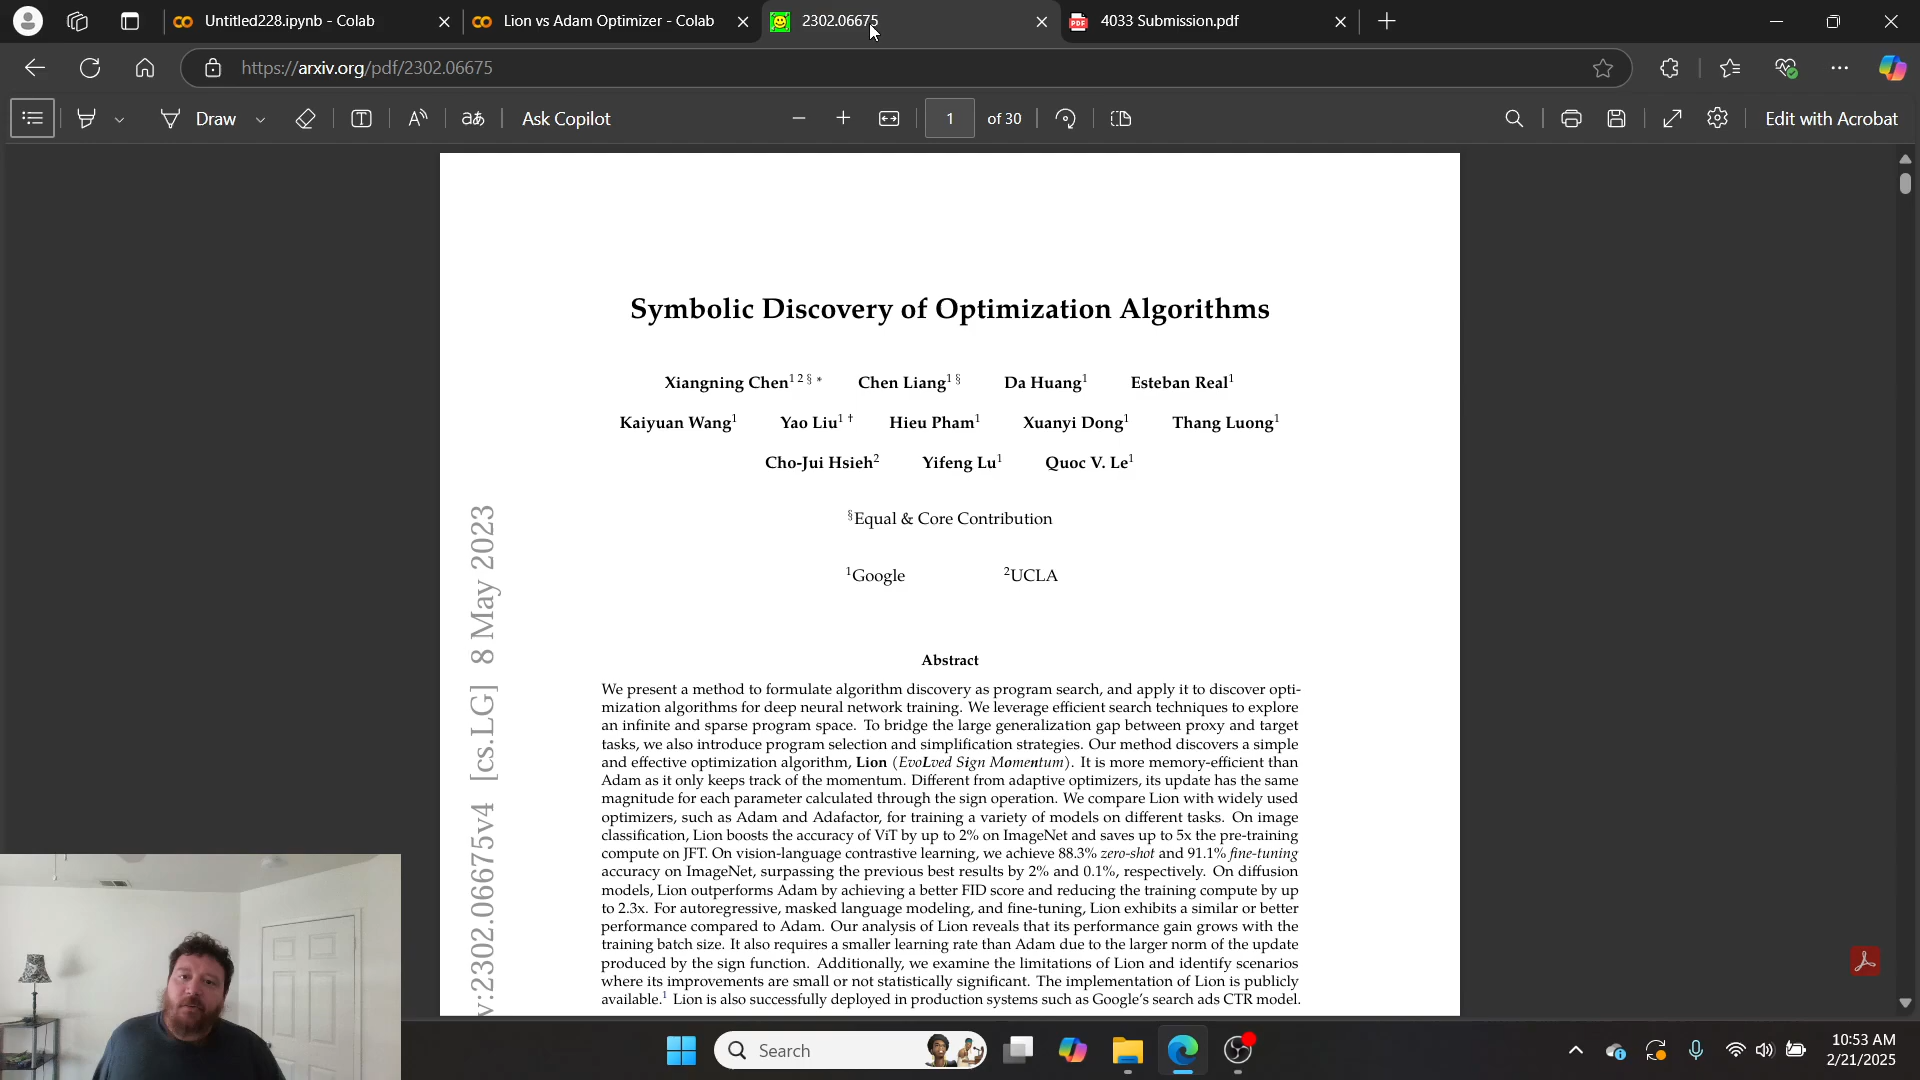 Untitled228.ipynb - Colab
Lion vs Adam Optimizer - Colab
2302.06675
4033 Submission.pdf
https://arxiv.org/pdf/2302.06675
Draw
Ask Copilot
1 of 30
Edit with Acrobat
Symbolic Discovery of Optimization Algorithms
Xiangning Chen1 2 § * Chen Liang1 § Da Huang1 Esteban Real1
Kaiyuan Wang1 Yao Liu1 † Hieu Pham1 Xuanyi Dong1 Thang Luong1
Cho-Jui Hsieh2 Yifeng Lu1 Quoc V. Le1
§Equal & Core Contribution
1Google 2UCLA
Abstract
We present a method to formulate algorithm discovery as program search, and apply it to discover opti-
mization algorithms for deep neural network training. We leverage efficient search techniques to explore
an infinite and sparse program space. To bridge the large generalization gap between proxy and target
tasks, we also introduce program selection and simplification strategies. Our method discovers a simple
and effective optimization algorithm, Lion (EvoLved Sign Momentum). It is more memory-efficient than
Adam as it only keeps track of the momentum. Different from adaptive optimizers, its update has the same
magnitude for each parameter calculated through the sign operation. We compare Lion with widely used
optimizers, such as Adam and Adafactor, for training a variety of models on different tasks. On image
classification, Lion boosts the accuracy of ViT by up to 2% on ImageNet and saves up to 5x the pre-training
compute on JFT. On vision-language contrastive learning, we achieve 88.3% zero-shot and 91.1% fine-tuning
accuracy on ImageNet, surpassing the previous best results by 2% and 0.1%, respectively. On diffusion
models, Lion outperforms Adam by achieving a better FID score and reducing the training compute by up
to 2.3x. For autoregressive, masked language modeling, and fine-tuning, Lion exhibits a similar or better
performance compared to Adam. Our analysis of Lion reveals that its performance gain grows with the
training batch size. It also requires a smaller learning rate than Adam due to the larger norm of the update
produced by the sign function. Additionally, we examine the limitations of Lion and identify scenarios
where its improvements are small or not statistically significant. The implementation of Lion is publicly
available.1 Lion is also successfully deployed in production systems such as Google's search ads CTR model.
v:2302.06675v4 [cs.LG] 8 May 2023
Search
10:53 AM
2/21/2025